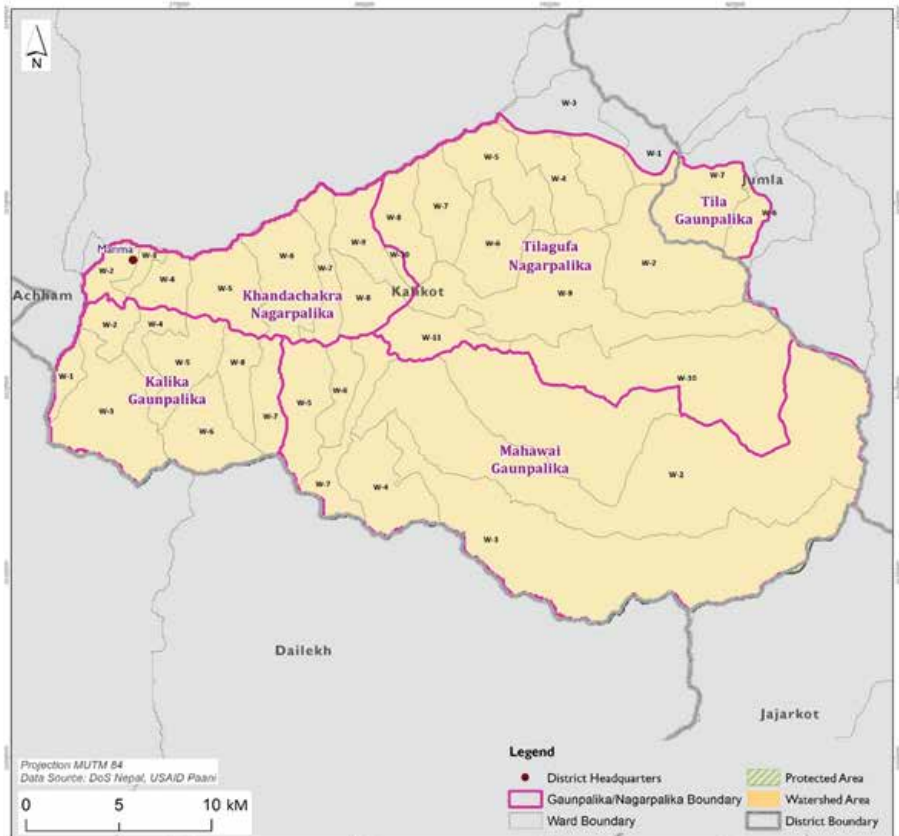 N
W-3
W-1
W-5
W-4
W-7
Jumla
W-7
Tila
Gaunpalika
W-8
W-6
Tilagufa
Nagarpalika
W-9
W-10
W-2
Manma
W-2
W-4
W-6
W-7
W-5
W-8
Khandachakra
Nagarpalika
Kalikot
W-9
Achham
W-2
W-4
W-11
W-5
W-8
W-1
Kalika
Gaunpalika
W-3
W-6
W-7
W-5
W-6
W-10
Mahawai
Gaunpalika
W-2
W-7
W-4
W-3
Dailekh
Jajarkot
Projection MUTM 84
Data Source: DoS Nepal, USAID Paani
0 5 10 kM
Legend
District Headquarters
Gaunpalika/Nagarpalika Boundary
Ward Boundary
Protected Area
Watershed Area
District Boundary